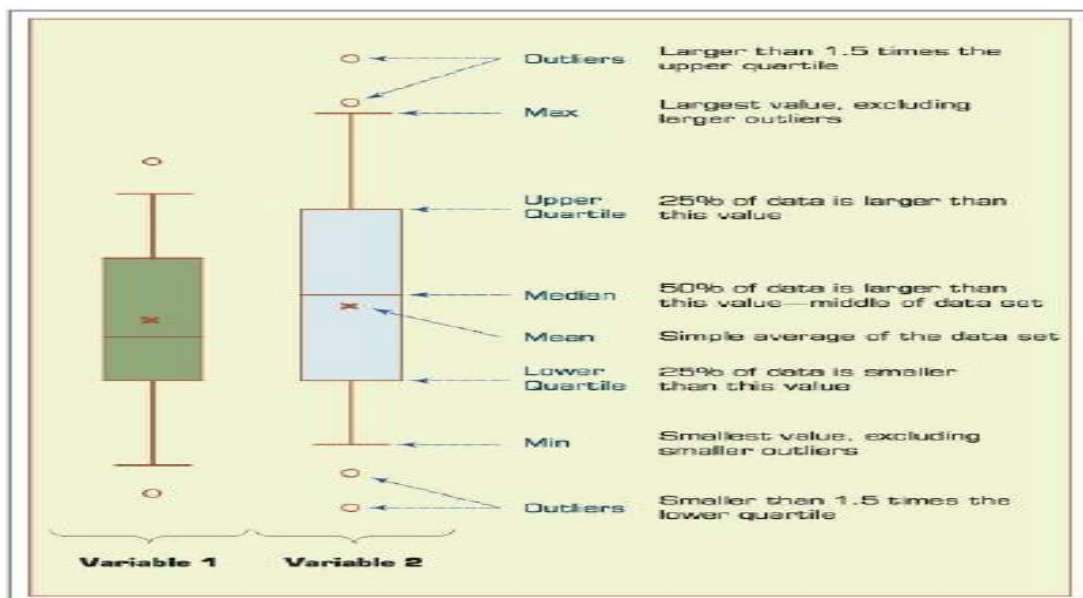 Outliers
Larger than 1.5 times the
upper quartile
Max
Largest value, excluding
larger outliers
Upper
Quartile
25% of data is larger than
this value
Median
50% of data is larger than
this value—middle of data set
Mean
Simple average of the data set
Lower
Quartile
25% of data is smaller
than this value
Min
Smallest value, excluding
smaller outliers
Outliers
Smaller than 1.5 times the
lower quartile
Variable 1
Variable 2